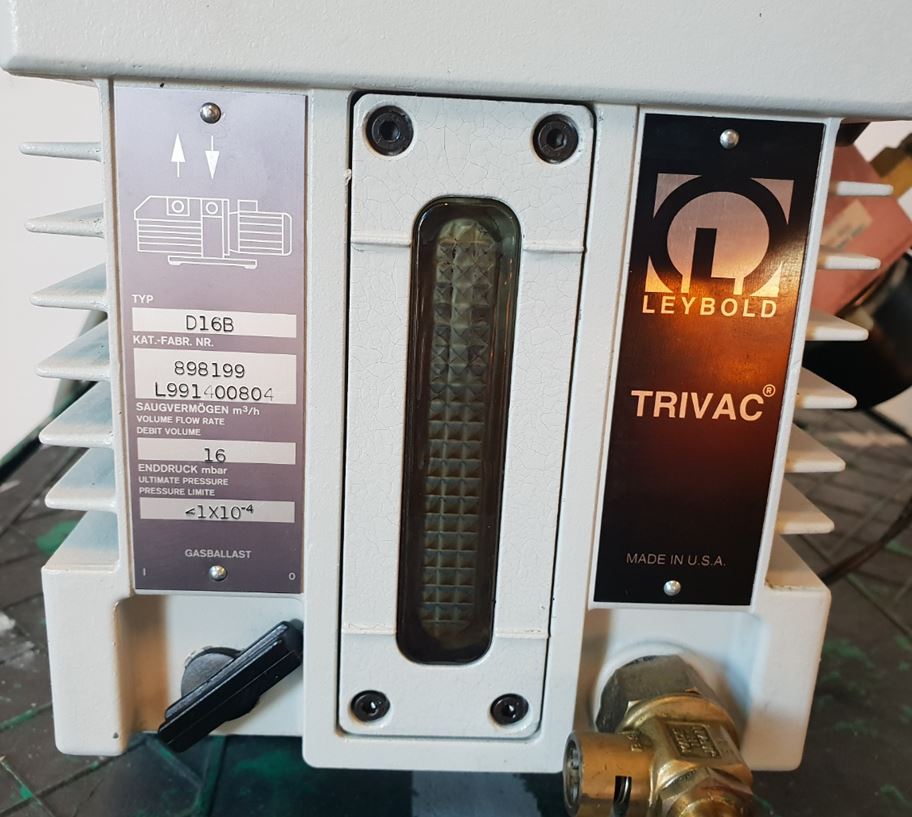 TYP
D16B
KAT.-FABR. NR.
898199
L991400804
SAUGVERMÖGEN m³/h
VOLUME FLOW RATE
DEBIT VOLUME
16
ENDDRUCK mbar
ULTIMATE PRESSURE
PRESSURE LIMITE
<1X10⁻⁴
GASBALLAST
I O
L
LEYBOLD
TRIVAC®
MADE IN U.S.A.